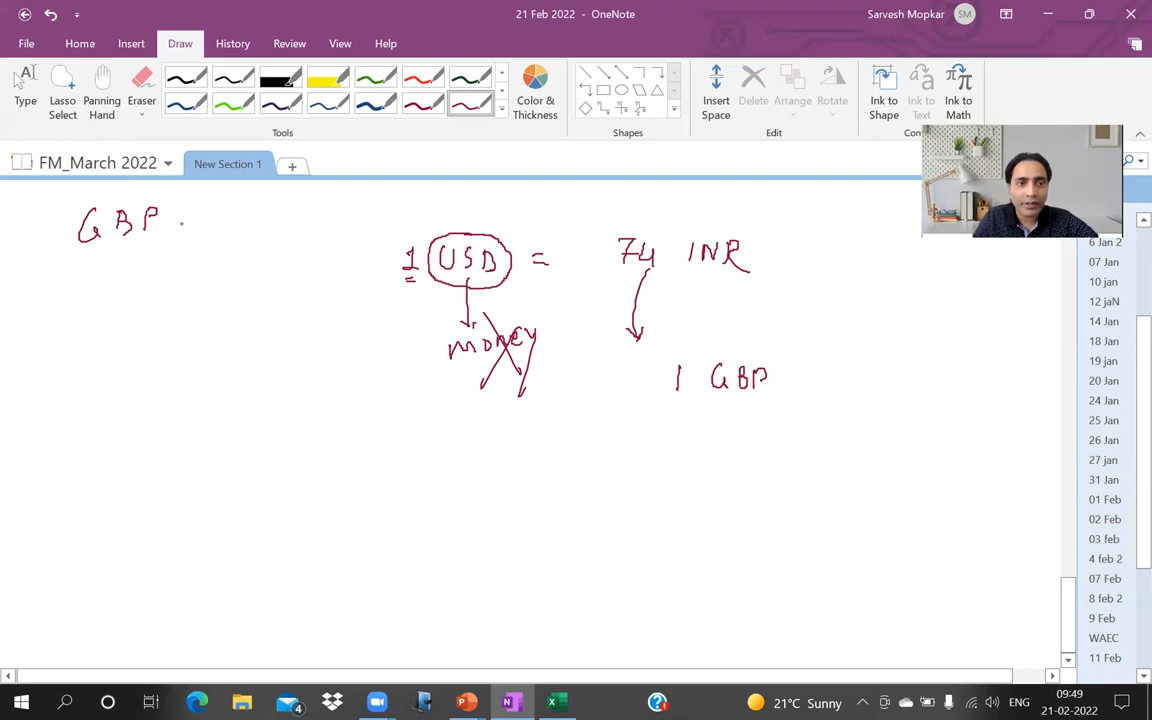 21 Feb 2022 - OneNote
Sarvesh Mopkar SM
File Home Insert Draw History Review View Help
Type Lasso Select Panning Hand Eraser Color & Thickness Insert Space Delete Arrange Rotate Ink to Shape Ink to Text Ink to Math
Tools Shapes Edit
FM_March 2022 New Section 1
GBP
1 USD = 74 INR
money
1 GBP
6 Jan 2
07 Jan
10 jan
12 jaN
14 Jan
18 Jan
19 jan
20 Jan
24 Jan
25 Jan
26 Jan
27 jan
31 Jan
01 Feb
02 Feb
03 feb
4 feb 2
07 Feb
8 feb 2
9 Feb
WAEC
11 Feb
4 21°C Sunny ENG 09:49
21-02-2022